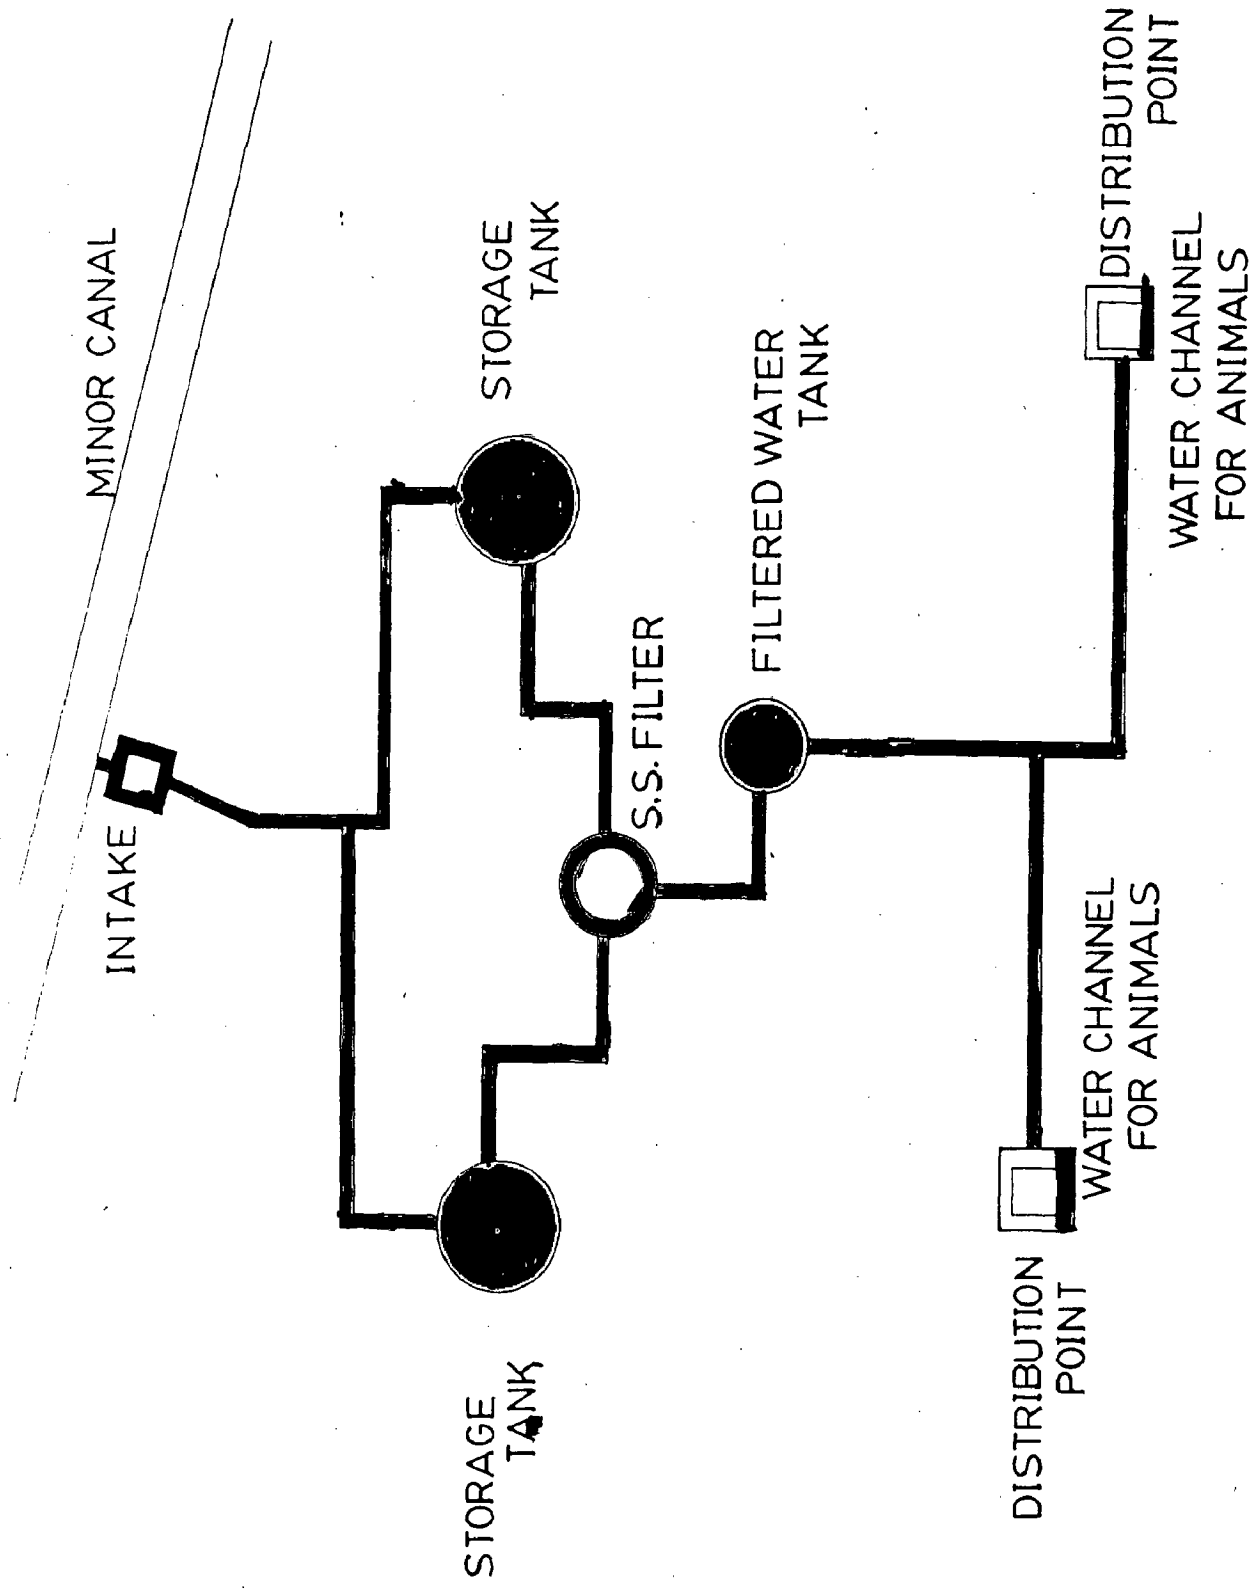 MINOR CANAL
INTAKE
STORAGE
TANK
STORAGE
TANK
S.S. FILTER
FILTERED WATER
TANK
DISTRIBUTION
POINT
WATER CHANNEL
FOR ANIMALS
DISTRIBUTION
POINT
WATER CHANNEL
FOR ANIMALS